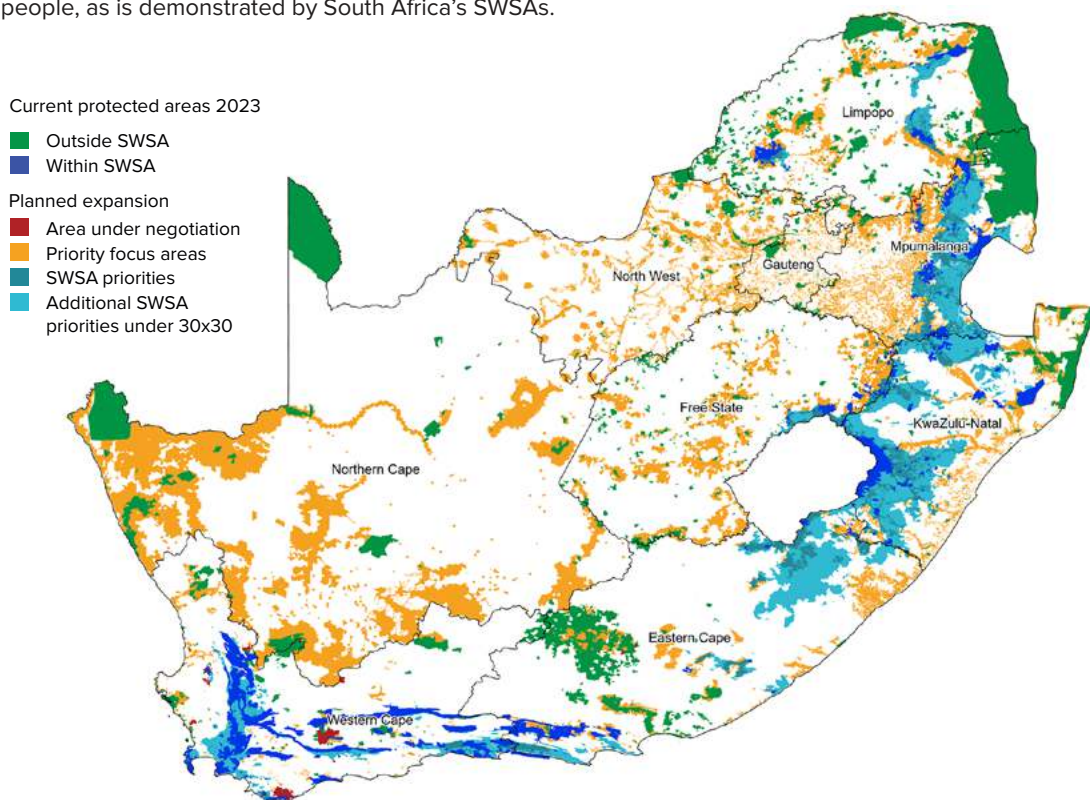 people, as is demonstrated by South Africa's SWSAs.
Current protected areas 2023
Outside SWSA
Within SWSA
Planned expansion
Area under negotiation
Priority focus areas
SWSA priorities
Additional SWSA
priorities under 30x30
Limpopo
Mpumalanga
Gauteng
North West
Free State
KwaZulu-Natal
Northern Cape
Eastern Cape
Western Cape